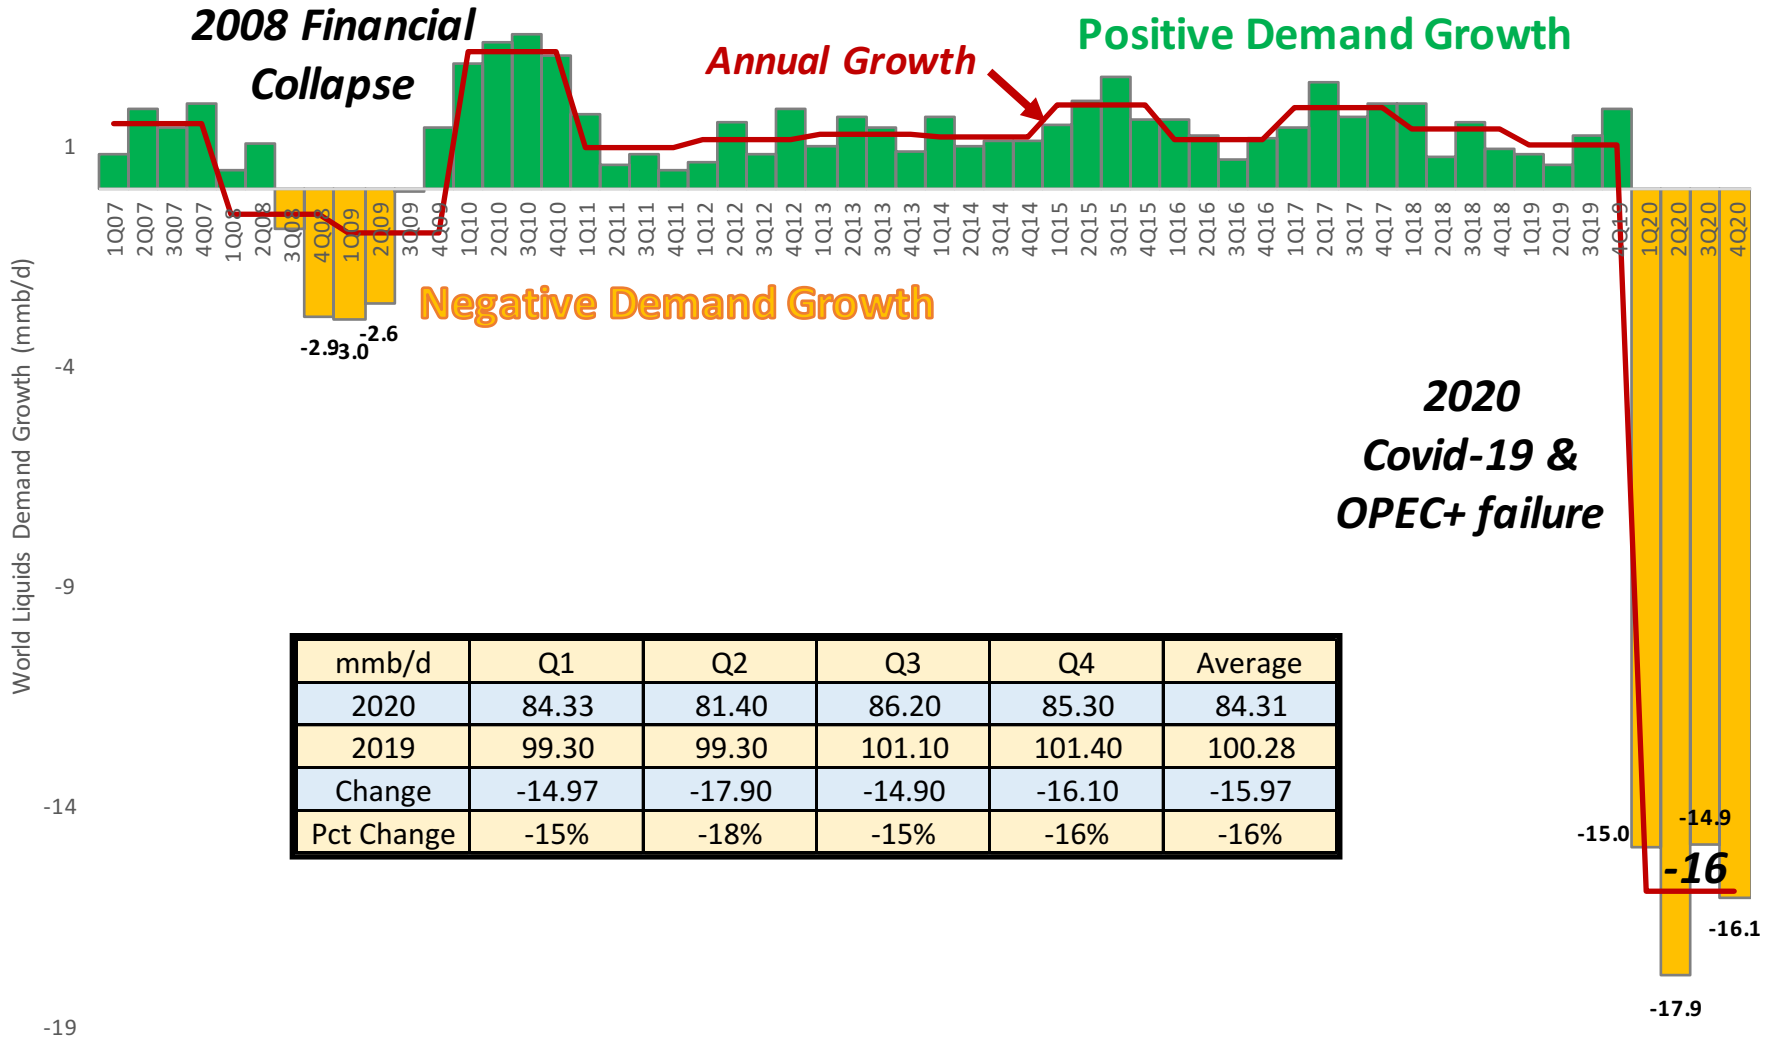 2008 Financial
Collapse
Annual Growth
Positive Demand Growth
Negative Demand Growth
World Liquids Demand Growth (mmb/d)
1
-4
-9
-14
-19
1Q07 2Q07 3Q07 4Q07 1Q08 2Q08 3Q08 4Q08 1Q09 2Q09 3Q09 4Q09 1Q10 2Q10 3Q10 4Q10 1Q11 2Q11 3Q11 4Q11 1Q12 2Q12 3Q12 4Q12 1Q13 2Q13 3Q13 4Q13 1Q14 2Q14 3Q14 4Q14 1Q15 2Q15 3Q15 4Q15 1Q16 2Q16 3Q16 4Q16 1Q17 2Q17 3Q17 4Q17 1Q18 2Q18 3Q18 4Q18 1Q19 2Q19 3Q19 4Q19 1Q20 2Q20 3Q20 4Q20
-2.9 -3.0 -2.6
2020
Covid-19 &
OPEC+ failure
mmb/d Q1 Q2 Q3 Q4 Average
2020 84.33 81.40 86.20 85.30 84.31
2019 99.30 99.30 101.10 101.40 100.28
Change -14.97 -17.90 -14.90 -16.10 -15.97
Pct Change -15% -18% -15% -16% -16%
-15.0
-14.9
-16
-16.1
-17.9